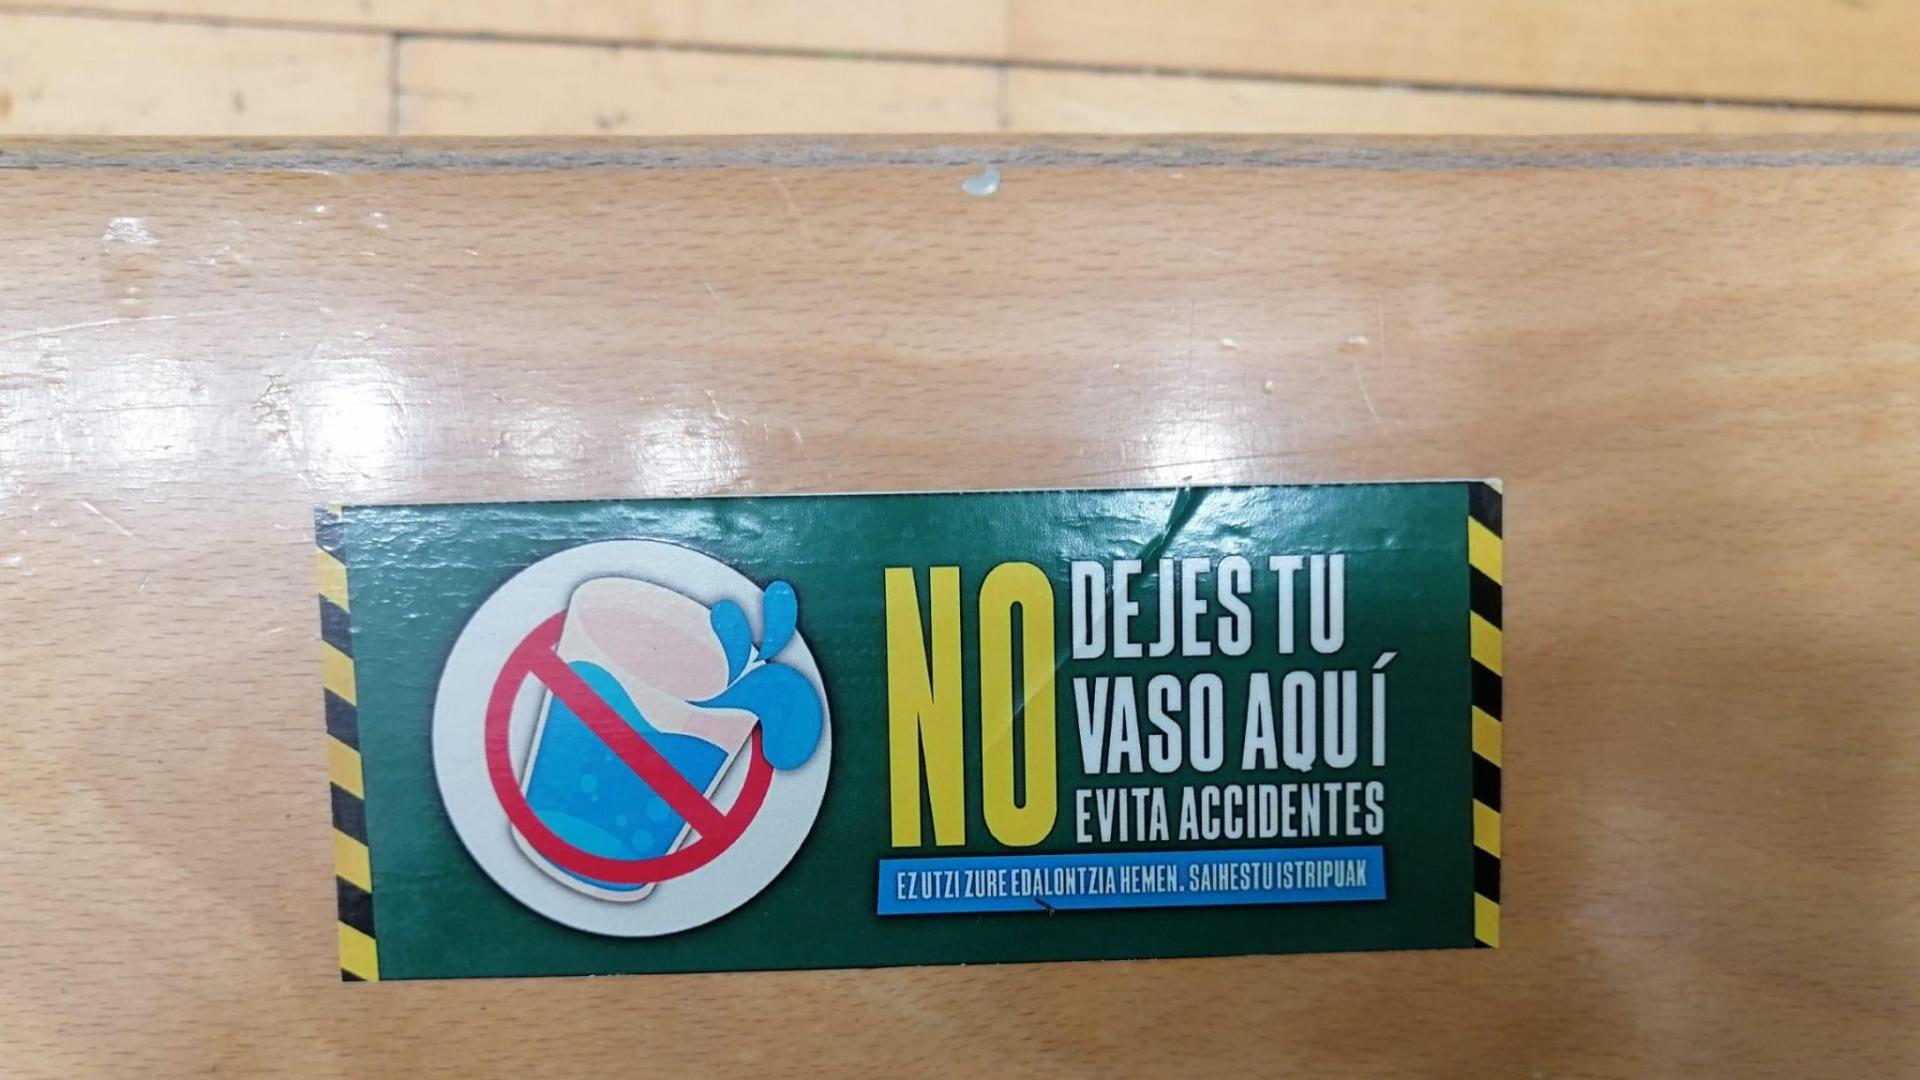 NO DEJES TU
VASO AQUÍ
EVITA ACCIDENTES
EZ UTZI ZURE EDALONTZIA HEMEN. SAIHESTU ISTRIPUAK